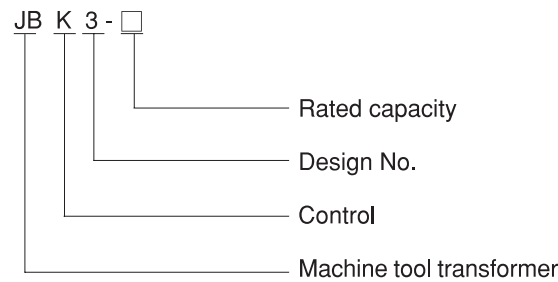 JB K 3 - □
Rated capacity
Design No.
Control
Machine tool transformer